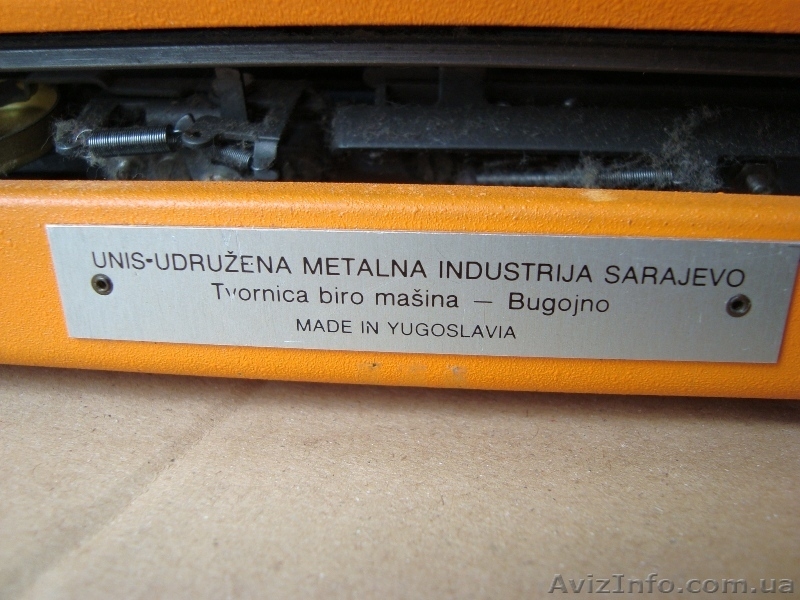 UNIS-UDRUŽENA METALNA INDUSTRIJA SARAJEVO
Tvornica biro mašina — Bugojno
MADE IN YUGOSLAVIA
AvizInfo.com.ua